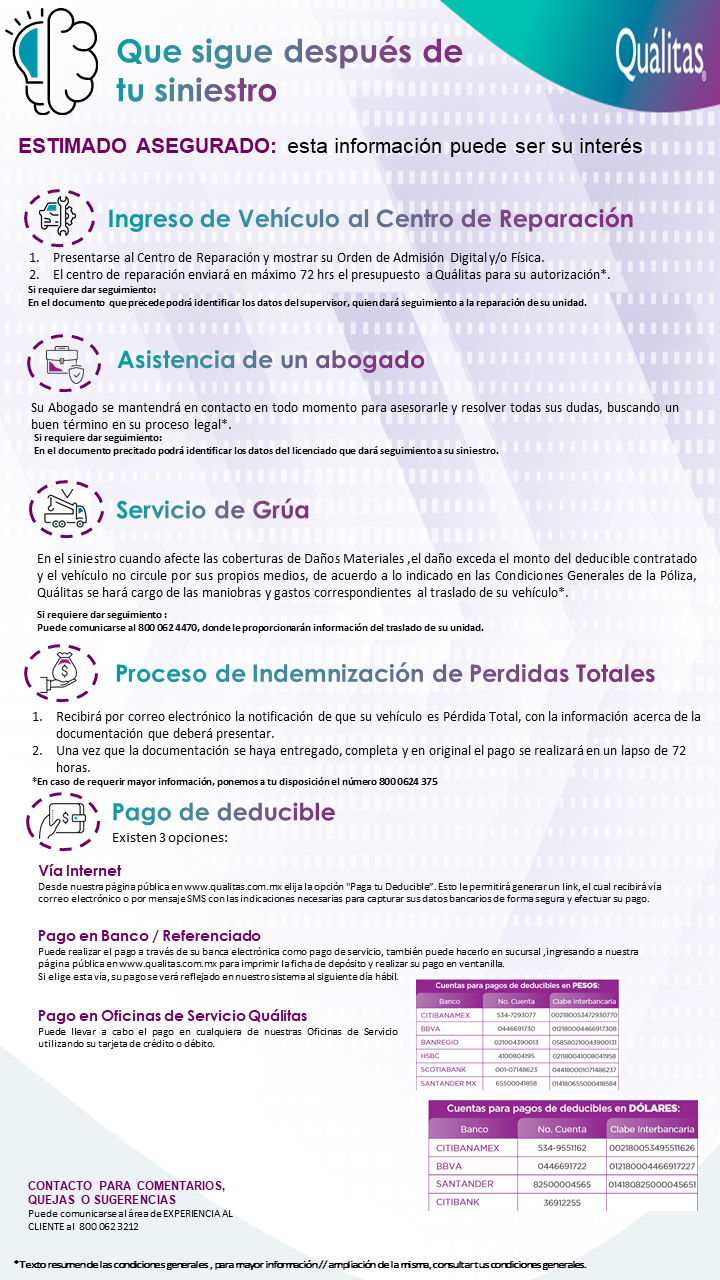 Que sigue después de
tu siniestro
Quálitas®
ESTIMADO ASEGURADO: esta información puede ser su interés
Ingreso de Vehículo al Centro de Reparación
1. Presentarse al Centro de Reparación y mostrar su Orden de Admisión Digital y/o Física.
2. El centro de reparación enviará en máximo 72 hrs el presupuesto a Quálitas para su autorización*.
Si requiere dar seguimiento:
En el documento que precede podrá identificar los datos del supervisor, quien dará seguimiento a la reparación de su unidad.
Asistencia de un abogado
Su Abogado se mantendrá en contacto en todo momento para asesorarle y resolver todas sus dudas, buscando un
buen término en su proceso legal*.
Si requiere dar seguimiento:
En el documento precitado podrá identificar los datos del licenciado que dará seguimiento a su siniestro.
Servicio de Grúa
En el siniestro cuando afecte las coberturas de Daños Materiales ,el daño exceda el monto del deducible contratado
y el vehículo no circule por sus propios medios, de acuerdo a lo indicado en las Condiciones Generales de la Póliza,
Quálitas se hará cargo de las maniobras y gastos correspondientes al traslado de su vehículo*.
Si requiere dar seguimiento :
Puede comunicarse al 800 062 4470, donde le proporcionarán información del traslado de su unidad.
$
Proceso de Indemnización de Perdidas Totales
1. Recibirá por correo electrónico la notificación de que su vehículo es Pérdida Total, con la información acerca de la
documentación que deberá presentar.
2. Una vez que la documentación se haya entregado, completa y en original el pago se realizará en un lapso de 72
horas.
*En caso de requerir mayor información, ponemos a tu disposición el número 800 0624 375
$
Pago de deducible
Existen 3 opciones:
Vía Internet
Desde nuestra página pública en www.qualitas.com.mx elija la opción "Paga tu Deducible". Esto le permitirá generar un link, el cual recibirá vía
correo electrónico o por mensaje SMS con las indicaciones necesarias para capturar sus datos bancarios de forma segura y efectuar su pago.
Pago en Banco / Referenciado
Puede realizar el pago a través de su banca electrónica como pago de servicio, también puede hacerlo en sucursal ,ingresando a nuestra
página pública en www.qualitas.com.mx para imprimir la ficha de depósito y realizar su pago en ventanilla.
Si elige esta vía, su pago se verá reflejado en nuestro sistema al siguiente día hábil.
Pago en Oficinas de Servicio Quálitas
Puede llevar a cabo el pago en cualquiera de nuestras Oficinas de Servicio
utilizando su tarjeta de crédito o débito.
Cuentas para pagos de deducibles en PESOS:
Banco No. Cuenta Clabe Interbancaria
CITIBANAMEX 534-7293077 002180053472930770
BBVA 0446691730 012180004466917308
BANREGIO 021004390013 058580210043900131
HSBC 4100804195 021180041008041958
SCOTIABANK 001-07148623 044180001071486237
SANTANDER MX 65500041858 014180655000418584
Cuentas para pagos de deducibles en DÓLARES:
Banco No. Cuenta Clabe Interbancaria
CITIBANAMEX 534-9551162 002180053495511626
BBVA 0446691722 012180004466917227
SANTANDER 82500004565 014180825000045651
CITIBANK 36912255
CONTACTO PARA COMENTARIOS,
QUEJAS O SUGERENCIAS
Puede comunicarse al área de EXPERIENCIA AL
CLIENTE al 800 062 3212
*Texto resumen de las condiciones generales , para mayor información // ampliación de la misma, consultar tus condiciones generales.